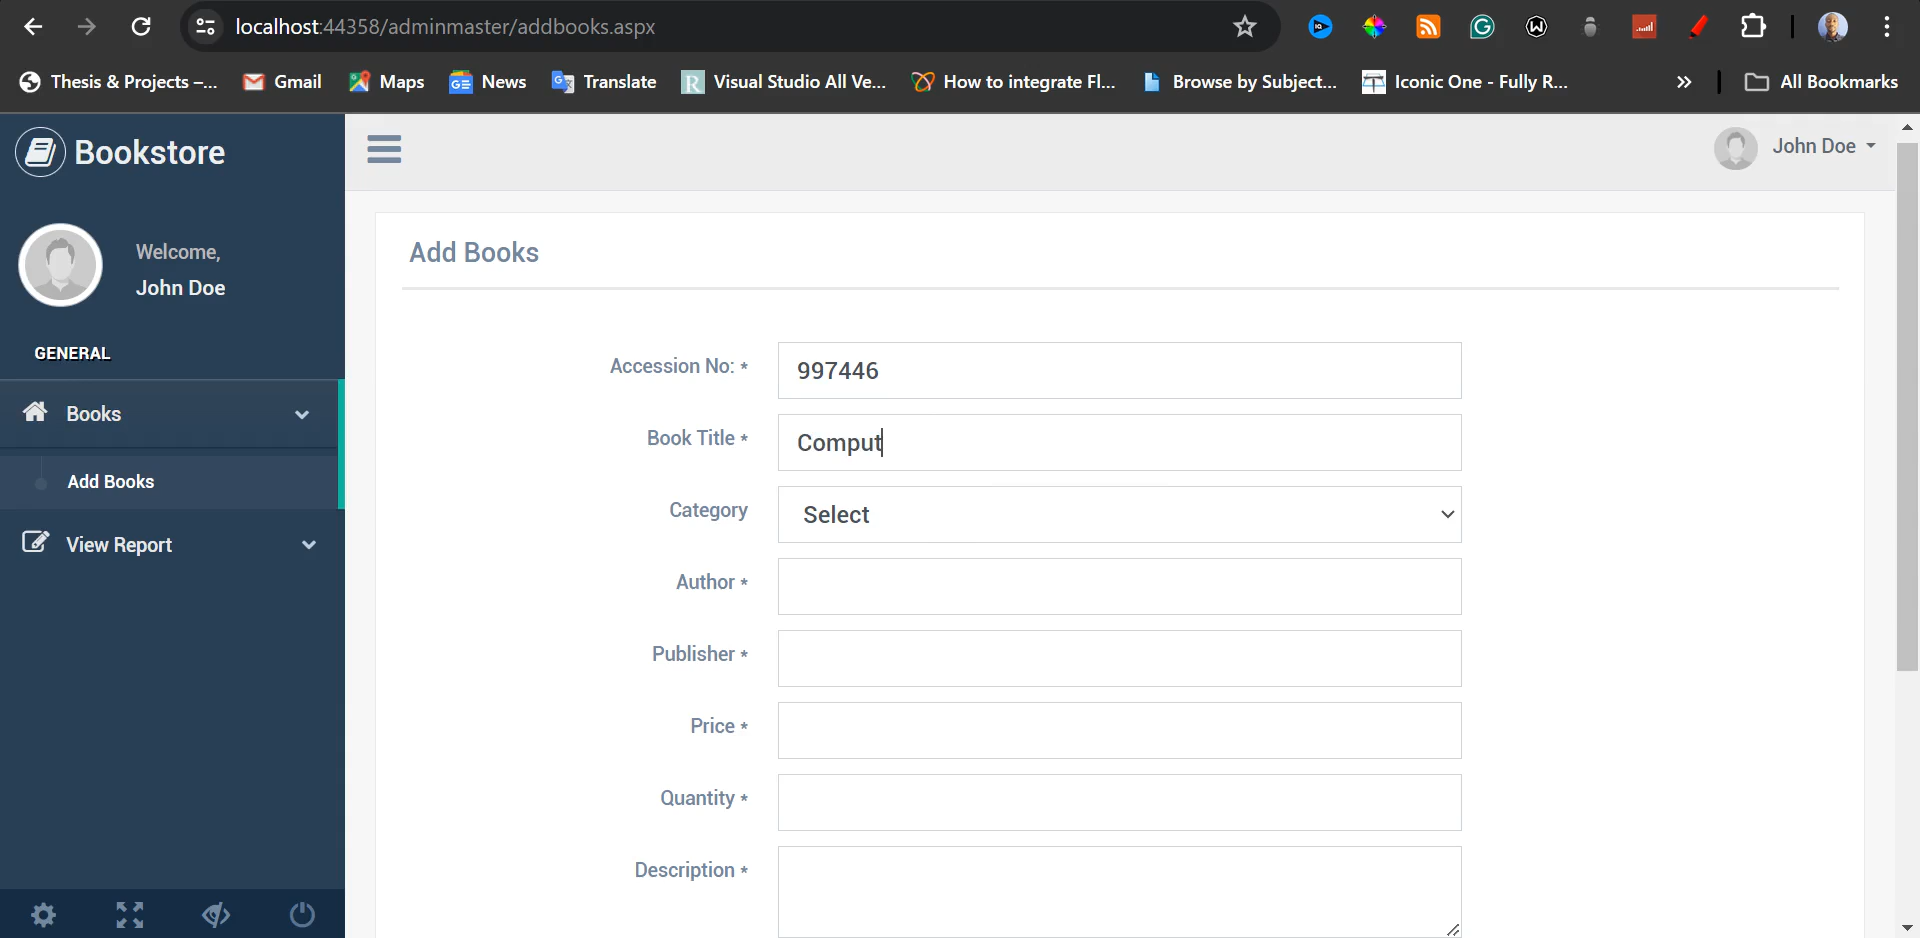 localhost:44358/adminmaster/addbooks.aspx
Thesis & Projects –... Gmail Maps News Translate Visual Studio All Ve... How to integrate Fl... Browse by Subject... Iconic One - Fully R... » All Bookmarks
Bookstore
John Doe
Welcome,
John Doe
GENERAL
Books
Add Books
View Report
Add Books
Accession No: * 997446
Book Title * Comput
Category Select
Author *
Publisher *
Price *
Quantity *
Description *